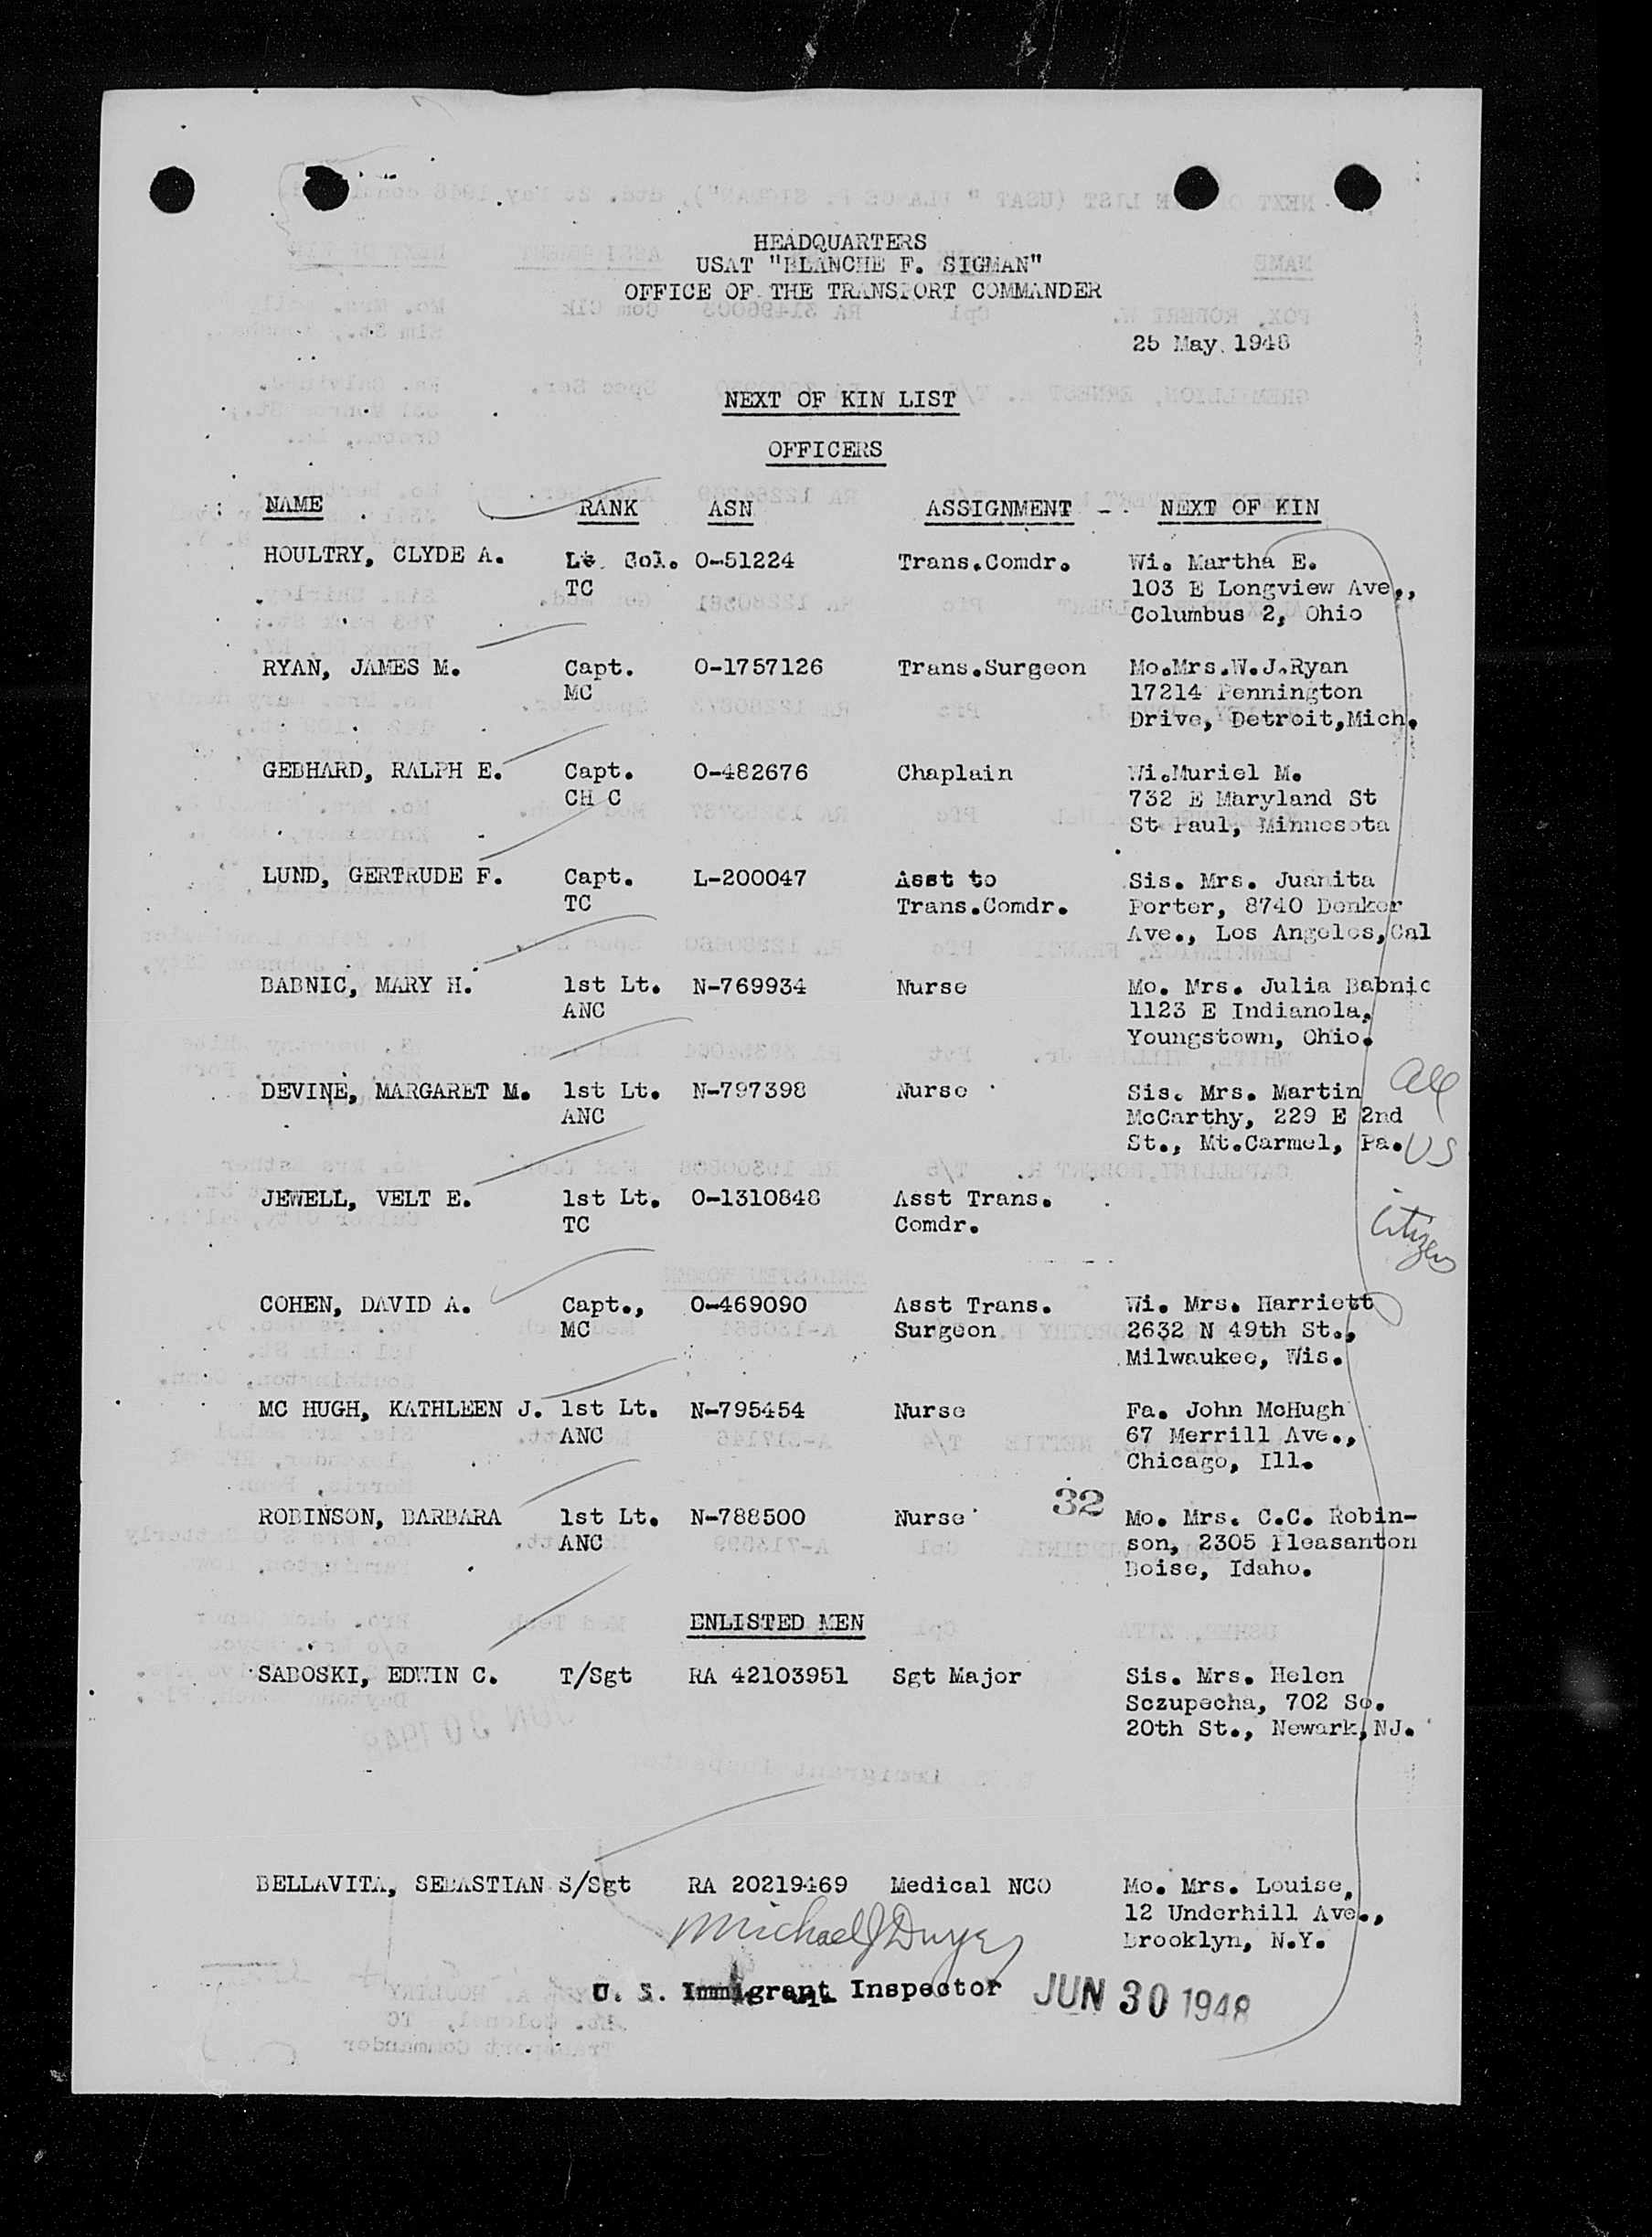 HEADQUARTERS
USAT "BLANCHE F. SIGMAN"
OFFICE OF THE TRANSPORT COMMANDER
25 May 1948
NEXT OF KIN LIST
OFFICERS
NAME RANK ASN ASSIGNMENT - NEXT OF KIN
HOULTRY, CLYDE A. Lt. Col. O-51224 Trans.Comdr. Wi. Martha E.
TC 103 E Longview Ave.,
Columbus 2, Ohio
RYAN, JAMES M. Capt. O-1757126 Trans.Surgeon Mo.Mrs.W.J.Ryan
MC 17214 Pennington
Drive, Detroit,Mich.
GEBHARD, RALPH E. Capt. O-482676 Chaplain Wi.Muriel M.
CH C 732 E Maryland St
St Paul, Minnesota
LUND, GERTRUDE F. Capt. L-200047 Asst to Sis. Mrs. Juanita
TC Trans.Comdr. Porter, 8740 Denker
Ave., Los Angeles,Cal
BABNIC, MARY H. 1st Lt. N-769934 Nurse Mo. Mrs. Julia Babnic
ANC 1123 E Indianola,
Youngstown, Ohio.
DEVINE, MARGARET M. 1st Lt. N-797398 Nurse Sis. Mrs. Martin All
ANC McCarthy, 229 E 2nd
St., Mt.Carmel, Pa. US
JEWELL, VELT E. 1st Lt. O-1310848 Asst Trans.
TC Comdr. Citizens
COHEN, DAVID A. Capt., O-469090 Asst Trans. Wi. Mrs. Harriett
MC Surgeon 2632 N 49th St.,
Milwaukee, Wis.
MC HUGH, KATHLEEN J. 1st Lt. N-795454 Nurse Fa. John McHugh
ANC 67 Merrill Ave.,
Chicago, Ill.
ROBINSON, BARBARA 1st Lt. N-788500 Nurse 32 Mo. Mrs. C.C. Robin-
ANC son, 2305 Pleasanton
Boise, Idaho.
ENLISTED MEN
SADOSKI, EDWIN C. T/Sgt RA 42103951 Sgt Major Sis. Mrs. Helen
Sczupecha, 702 So.
20th St., Newark,NJ.
BELLAVITA, SEBASTIAN S/Sgt RA 20219469 Medical NCO Mo. Mrs. Louise,
12 Underhill Ave.,
Brooklyn, N.Y.
Michael J Dwyer
U. S. Immigrant Inspector JUN 30 1948